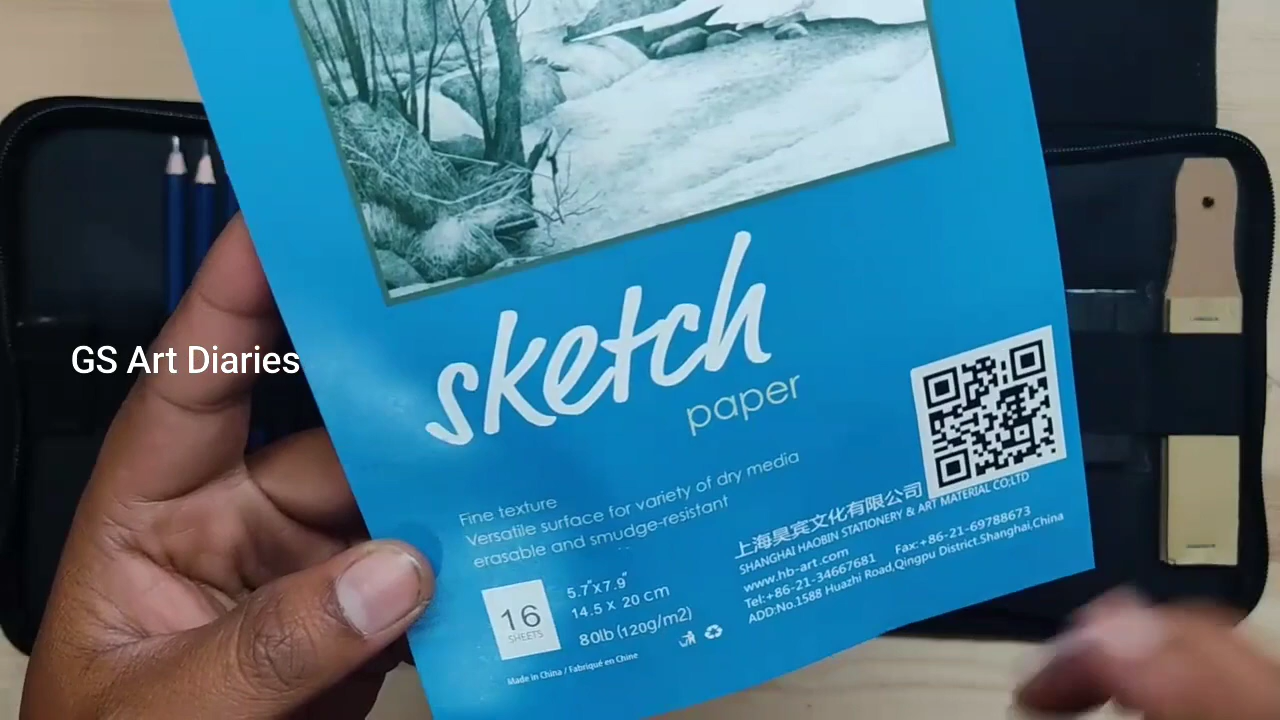 GS Art Diaries
sketch
paper
Fine texture
Versatile surface for variety of dry media
erasable and smudge-resistant
16
SHEETS
5.7"x7.9"
14.5 x 20 cm
80lb (120g/m2)
Made in China / Fabriqué en Chine
上海昊宾文化有限公司
SHANGHAI HAOBIN STATIONERY & ART MATERIAL CO.LTD
www.hb-art.com
Tel:+86-21-34667681 Fax:+86-21-69788673
ADD:No.1588 Huazhi Road,Qingpu District.Shanghai,China